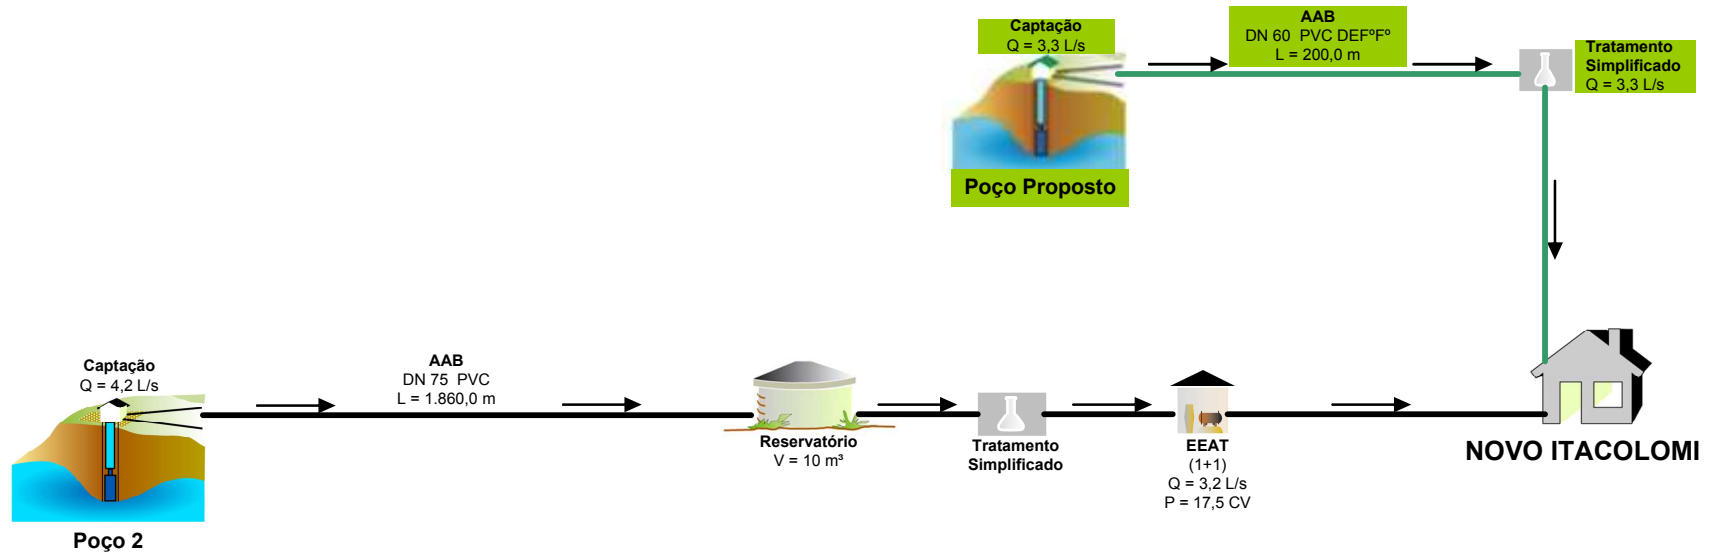 Captação
Q = 3,3 L/s
AAB
DN 60  PVC DEFºFº
L = 200,0 m
Tratamento
Simplificado
Q = 3,3 L/s
Poço Proposto
Captação
Q = 4,2 L/s
AAB
DN 75  PVC
L = 1.860,0 m
Reservatório
V = 10 m³
Tratamento
Simplificado
EEAT
(1+1)
Q = 3,2 L/s
P = 17,5 CV
NOVO ITACOLOMI
Poço 2